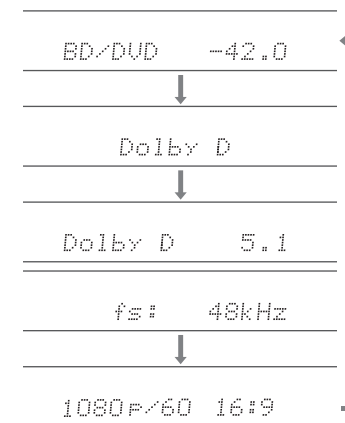 BD/DVD -42.0
Dolby D
Dolby D 5.1
fs: 48kHz
1080p/60 16:9